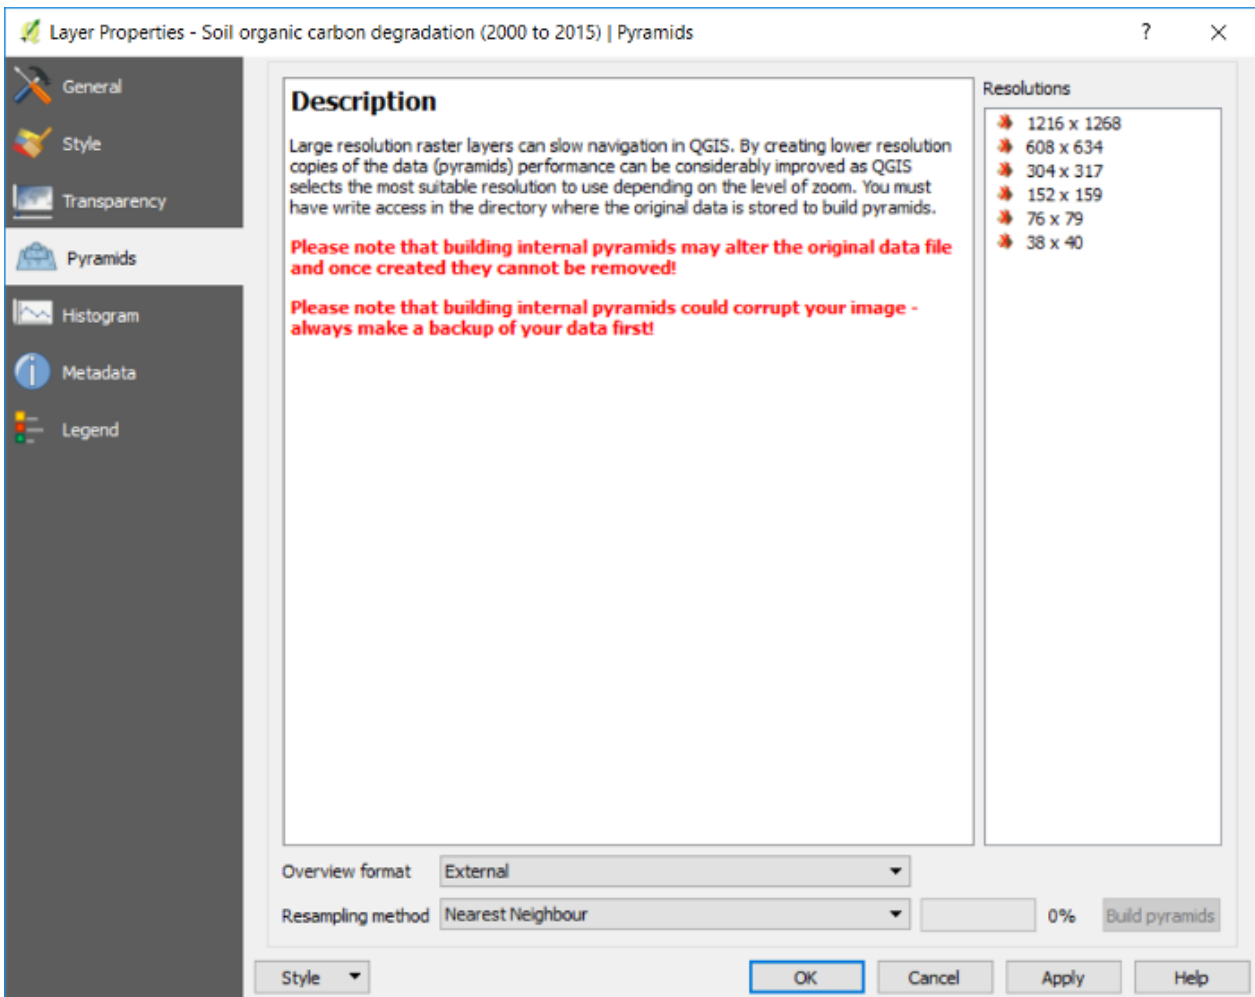 Layer Properties - Soil organic carbon degradation (2000 to 2015) | Pyramids
?
General
Style
Transparency
Pyramids
Histogram
Metadata
Legend
Description
Large resolution raster layers can slow navigation in QGIS. By creating lower resolution
copies of the data (pyramids) performance can be considerably improved as QGIS
selects the most suitable resolution to use depending on the level of zoom. You must
have write access in the directory where the original data is stored to build pyramids.
Please note that building internal pyramids may alter the original data file
and once created they cannot be removed!
Please note that building internal pyramids could corrupt your image -
always make a backup of your data first!
Resolutions
1216 x 1268
608 x 634
304 x 317
152 x 159
76 x 79
38 x 40
Overview format External
Resampling method Nearest Neighbour 0% Build pyramids
Style OK Cancel Apply Help